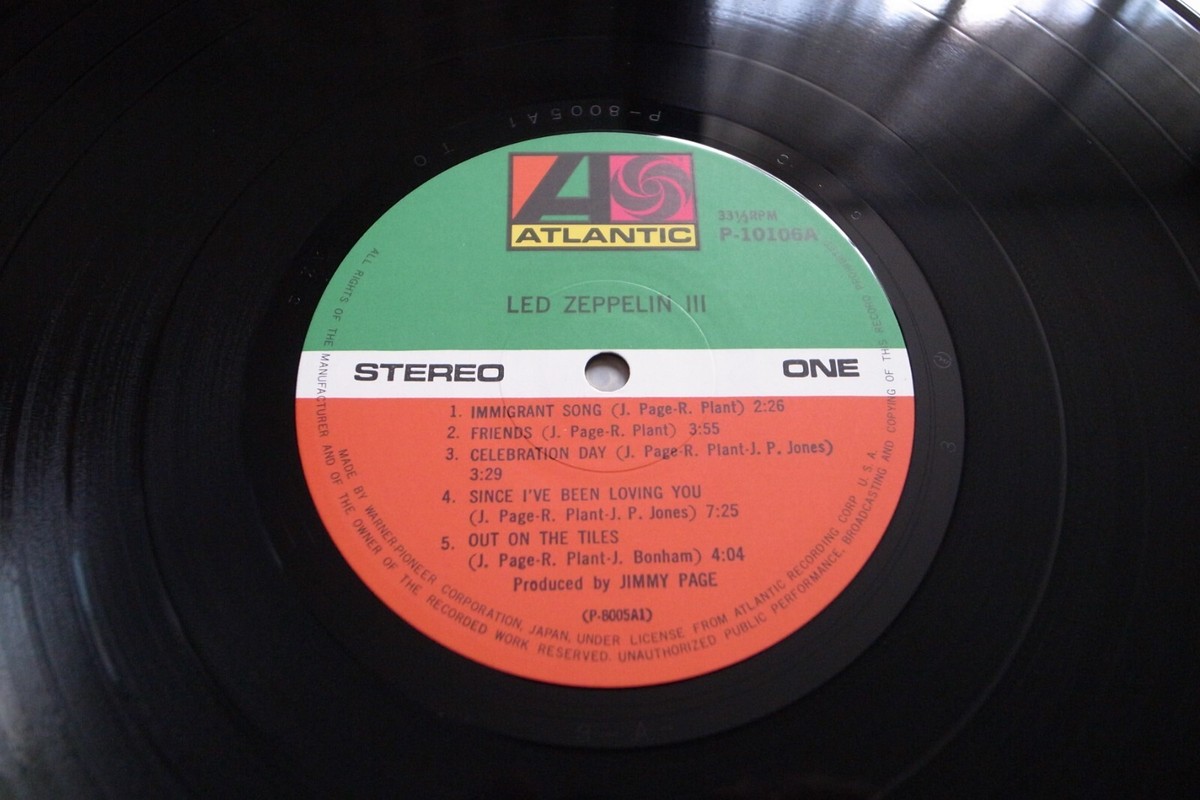 P-8005A1
ATLANTIC
33⅓RPM
P-10106A
LED ZEPPELIN III
STEREO
ONE
1. IMMIGRANT SONG (J. Page-R. Plant) 2:26
2. FRIENDS (J. Page-R. Plant) 3:55
3. CELEBRATION DAY (J. Page-R. Plant-J. P. Jones)
3:29
4. SINCE I'VE BEEN LOVING YOU
(J. Page-R. Plant-J. P. Jones) 7:25
5. OUT ON THE TILES
(J. Page-R. Plant-J. Bonham) 4:04
Produced by JIMMY PAGE
(P-8005A1)
MADE BY WARNER-PIONEER CORPORATION, JAPAN, UNDER LICENSE FROM ATLANTIC RECORDING CORP. U. S. A.
ALL RIGHTS OF THE MANUFACTURER AND OF THE OWNER OF THE RECORDED WORK RESERVED. UNAUTHORIZED PUBLIC PERFORMANCE, BROADCASTING AND COPYING OF THIS RECORD